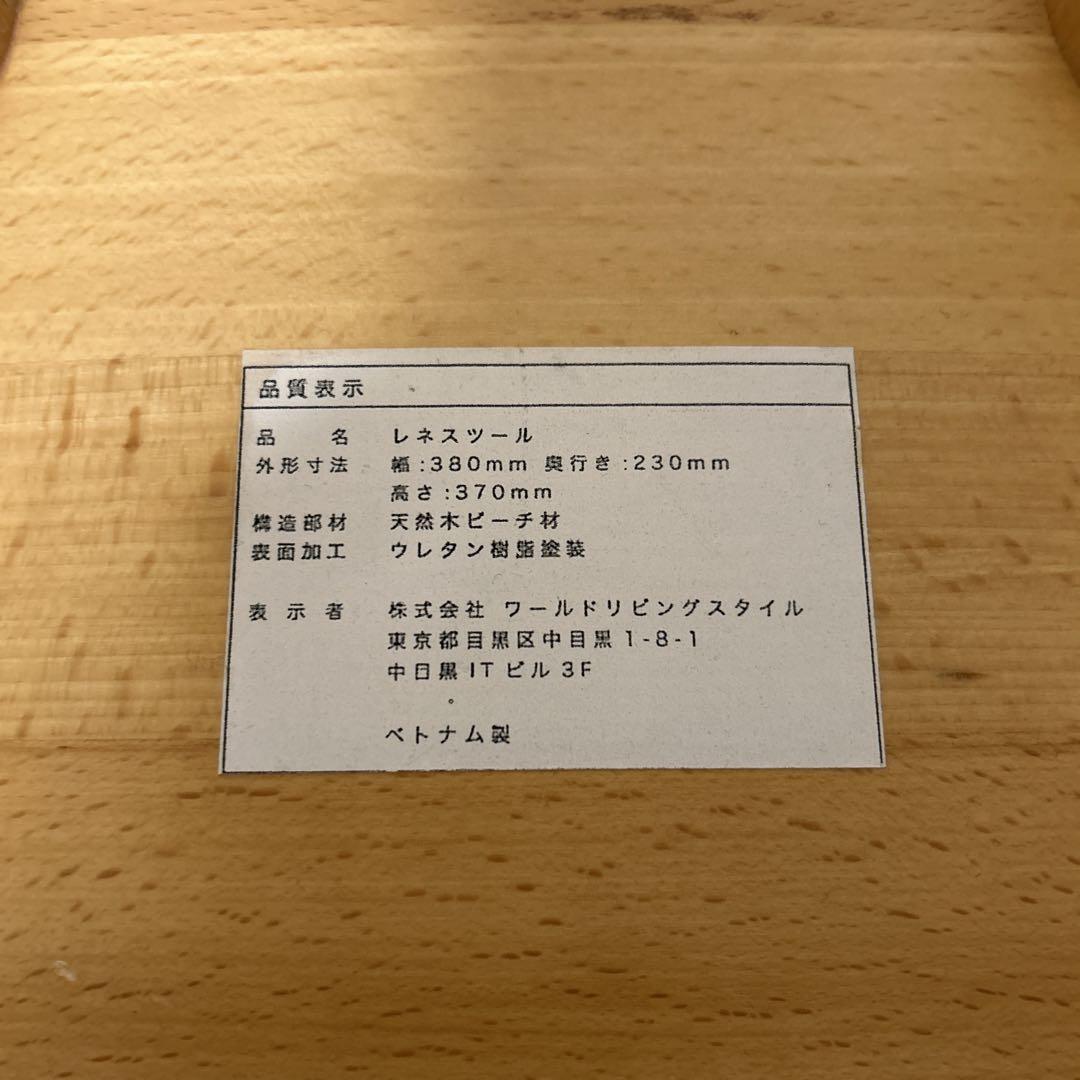 品質表示
品 名 レネスツール
外形寸法 幅:380mm 奥行き:230mm
高さ:370mm
構造部材 天然木ビーチ材
表面加工 ウレタン樹脂塗装
表示者 株式会社 ワールドリビングスタイル
東京都目黒区中目黒1-8-1
中目黒ITビル3F
ベトナム製